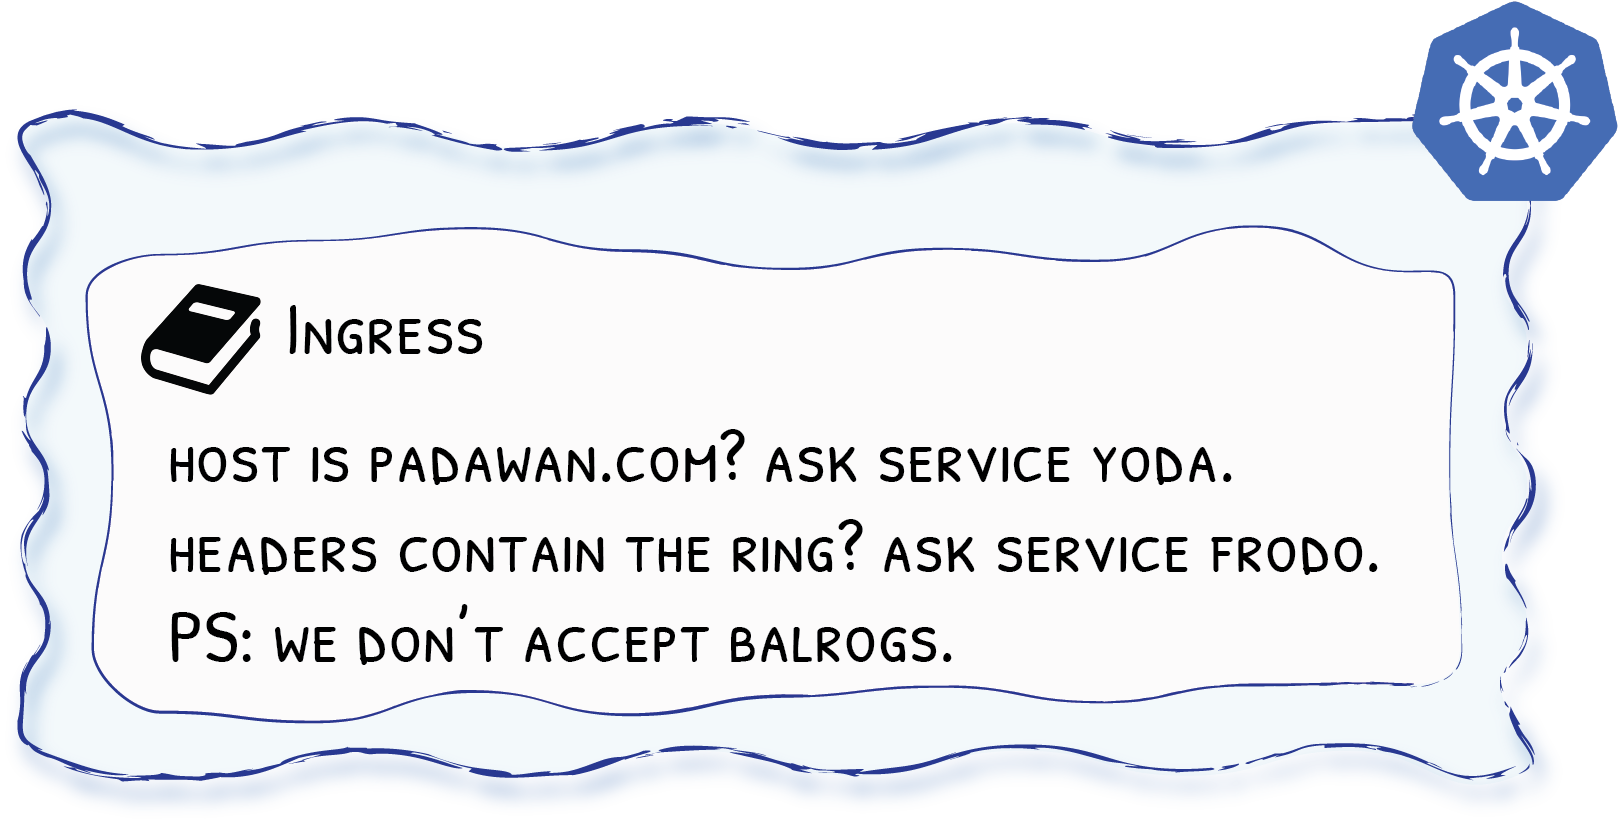 Ingress
host is padawan.com? ask service yoda.
headers contain the ring? ask service frodo.
PS: we don't accept balrogs.